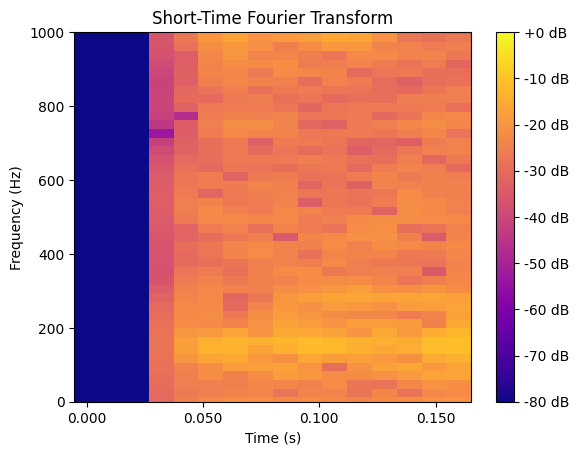 Short-Time Fourier Transform
1000
800
600
400
200
0
Frequency (Hz)
0.000
0.050
0.100
0.150
Time (s)
+0 dB
-10 dB
-20 dB
-30 dB
-40 dB
-50 dB
-60 dB
-70 dB
-80 dB